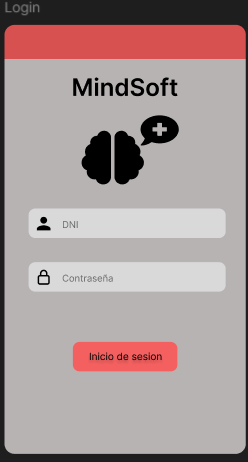 Login
MindSoft
DNI
Contraseña
Inicio de sesion